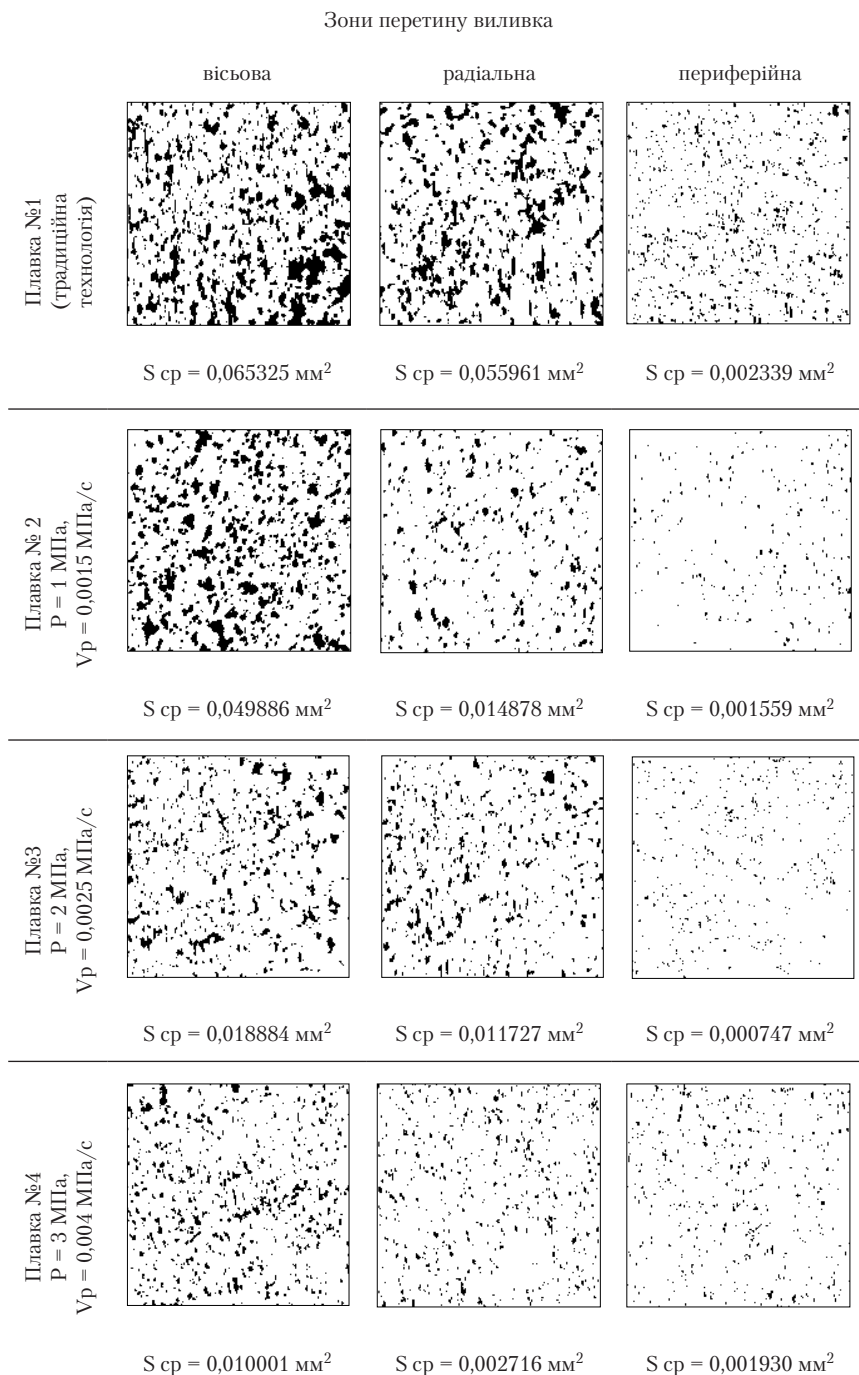 Зони перетину виливка
вісьова
радіальна
периферійна
Плавка №1
(традиційна
технологія)
S ср = 0,065325 мм²
S ср = 0,055961 мм²
S ср = 0,002339 мм²
Плавка № 2
P = 1 МПа,
Vp = 0,0015 МПа/с
S ср = 0,049886 мм²
S ср = 0,014878 мм²
S ср = 0,001559 мм²
Плавка №3
P = 2 МПа,
Vp = 0,0025 МПа/с
S ср = 0,018884 мм²
S ср = 0,011727 мм²
S ср = 0,000747 мм²
Плавка №4
P = 3 МПа,
Vp = 0,004 МПа/с
S ср = 0,010001 мм²
S ср = 0,002716 мм²
S ср = 0,001930 мм²